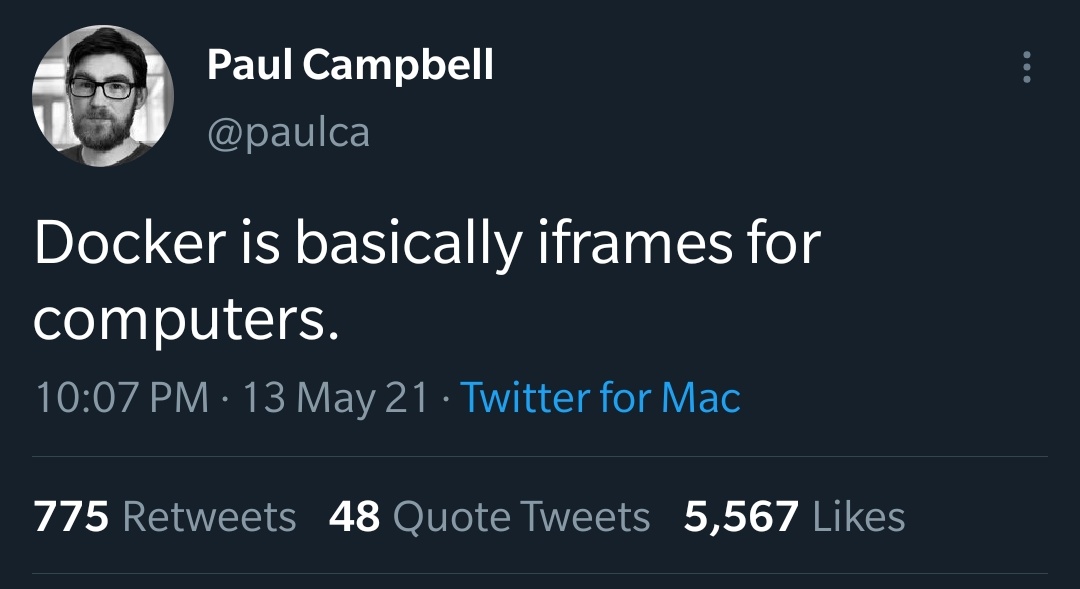 Paul Campbell
@paulca
Docker is basically iframes for
computers.
10:07 PM · 13 May 21 · Twitter for Mac
775 Retweets 48 Quote Tweets 5,567 Likes